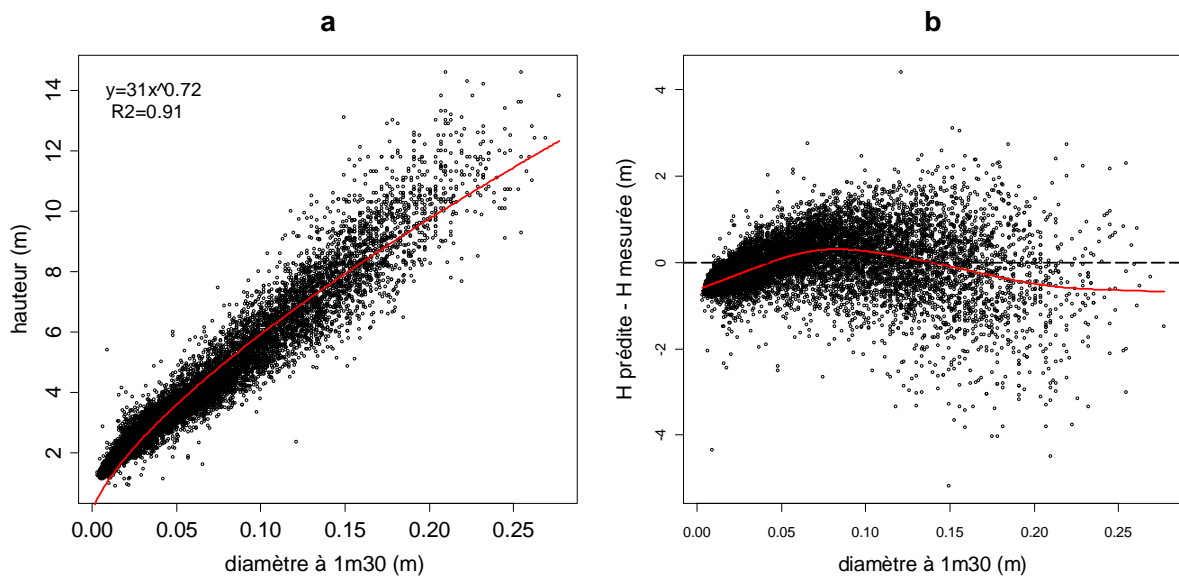 a
y=31x^0.72
R2=0.91
hauteur (m)
14
12
10
8
6
4
2
0.00 0.05 0.10 0.15 0.20 0.25
diamètre à 1m30 (m)
b
H prédite - H mesurée (m)
4
2
0
-2
-4
0.00 0.05 0.10 0.15 0.20 0.25
diamètre à 1m30 (m)